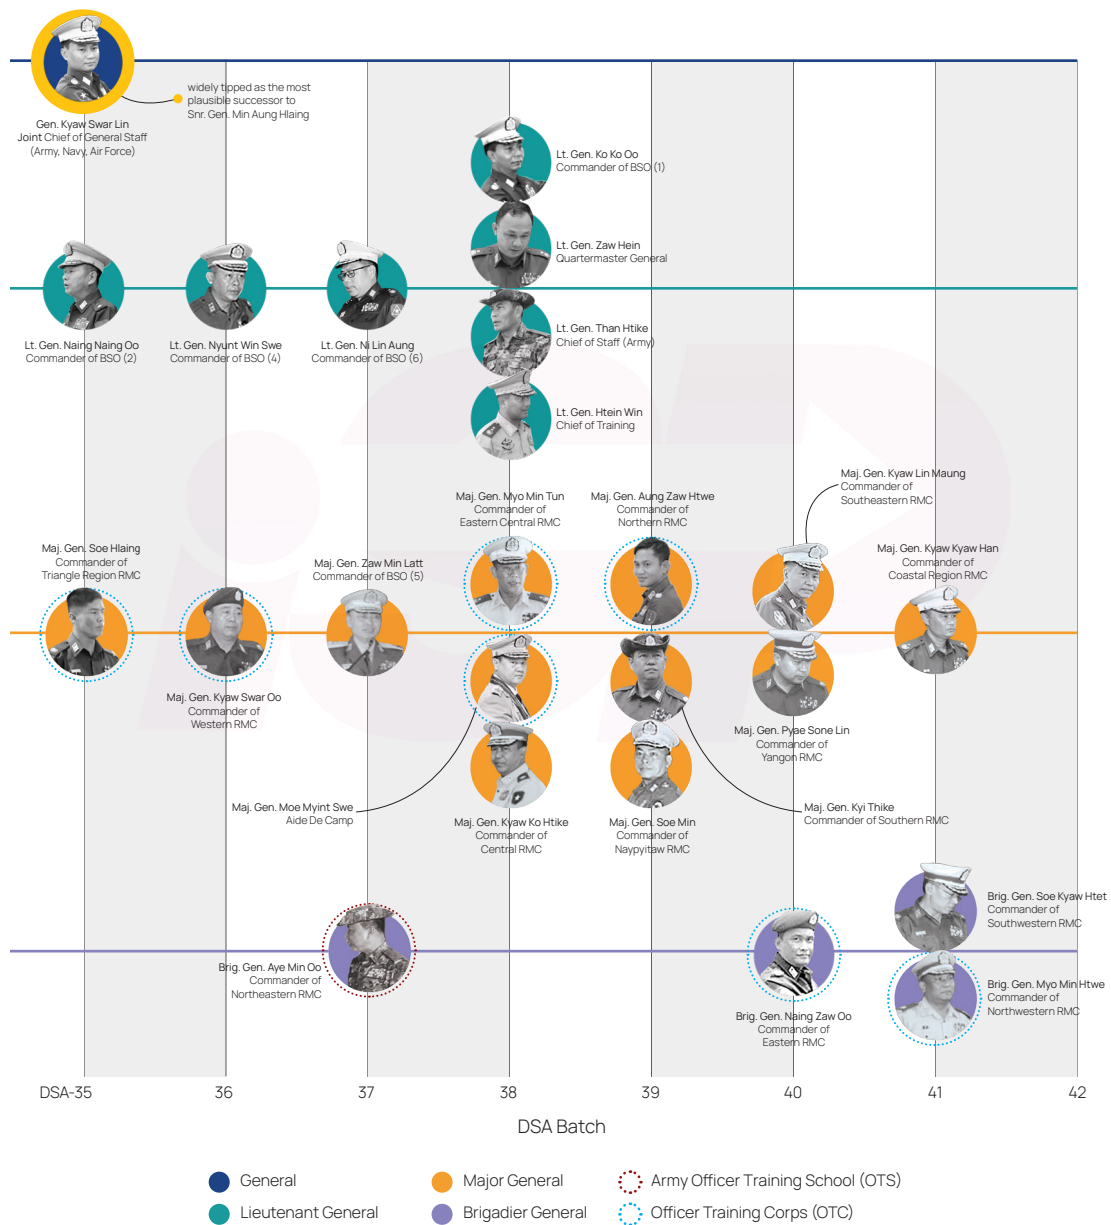 widely tipped as the most
plausible successor to
Snr. Gen. Min Aung Hlaing
Gen. Kyaw Swar Lin
Joint Chief of General Staff
(Army, Navy, Air Force)
Lt. Gen. Ko Ko Oo
Commander of BSO (1)
Lt. Gen. Zaw Hein
Quartermaster General
Lt. Gen. Naing Naing Oo
Commander of BSO (2)
Lt. Gen. Nyunt Win Swe
Commander of BSO (4)
Lt. Gen. Ni Lin Aung
Commander of BSO (6)
Lt. Gen. Than Htike
Chief of Staff (Army)
Lt. Gen. Htein Win
Chief of Training
Maj. Gen. Kyaw Lin Maung
Commander of
Southeastern RMC
Maj. Gen. Myo Min Tun
Commander of
Eastern Central RMC
Maj. Gen. Aung Zaw Htwe
Commander of
Northern RMC
Maj. Gen. Soe Hlaing
Commander of
Triangle Region RMC
Maj. Gen. Zaw Min Latt
Commander of BSO (5)
Maj. Gen. Kyaw Kyaw Han
Commander of
Coastal Region RMC
Maj. Gen. Kyaw Swar Oo
Commander of
Western RMC
Maj. Gen. Pyae Sone Lin
Commander of
Yangon RMC
Maj. Gen. Moe Myint Swe
Aide De Camp
Maj. Gen. Kyaw Ko Htike
Commander of
Central RMC
Maj. Gen. Soe Min
Commander of
Naypyitaw RMC
Maj. Gen. Kyi Thike
Commander of Southern RMC
Brig. Gen. Soe Kyaw Htet
Commander of
Southwestern RMC
Brig. Gen. Aye Min Oo
Commander of
Northeastern RMC
Brig. Gen. Naing Zaw Oo
Commander of
Eastern RMC
Brig. Gen. Myo Min Htwe
Commander of
Northwestern RMC
DSA-35 36 37 38 39 40 41 42
DSA Batch
General
Major General
Army Officer Training School (OTS)
Lieutenant General
Brigadier General
Officer Training Corps (OTC)